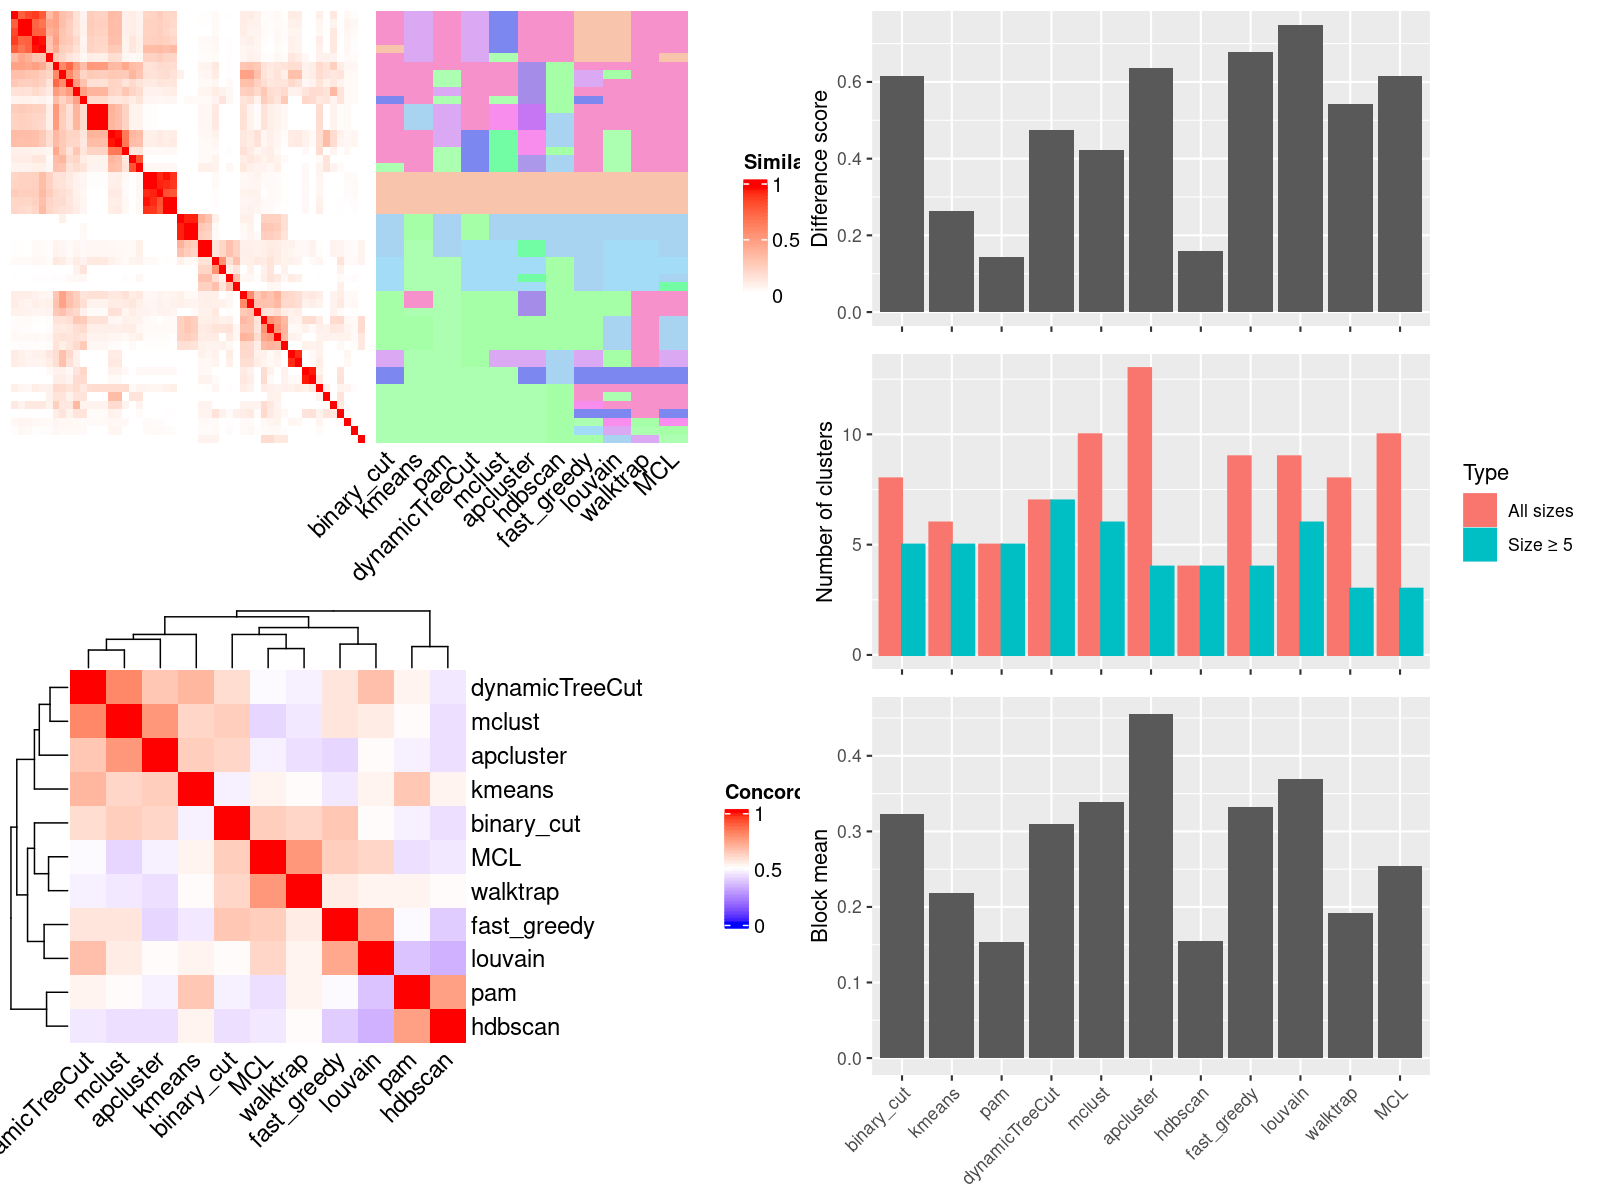 Simila
1
0.5
0
binary_cut
kmeans
pam
dynamicTreeCut
mclust
apcluster
hdbscan
fast_greedy
louvain
walktrap
MCL
dynamicTreeCut
mclust
apcluster
kmeans
binary_cut
MCL
walktrap
fast_greedy
louvain
pam
hdbscan
Concord
1
0.5
0
amicTreeCut
mclust
apcluster
kmeans
binary_cut
MCL
walktrap
fast_greedy
louvain
pam
hdbscan
Difference score
0.6
0.4
0.2
0.0
Number of clusters
10
5
0
Type
All sizes
Size ≥ 5
Block mean
0.4
0.3
0.2
0.1
0.0
binary_cut
kmeans
pam
dynamicTreeCut
mclust
apcluster
hdbscan
fast_greedy
louvain
walktrap
MCL